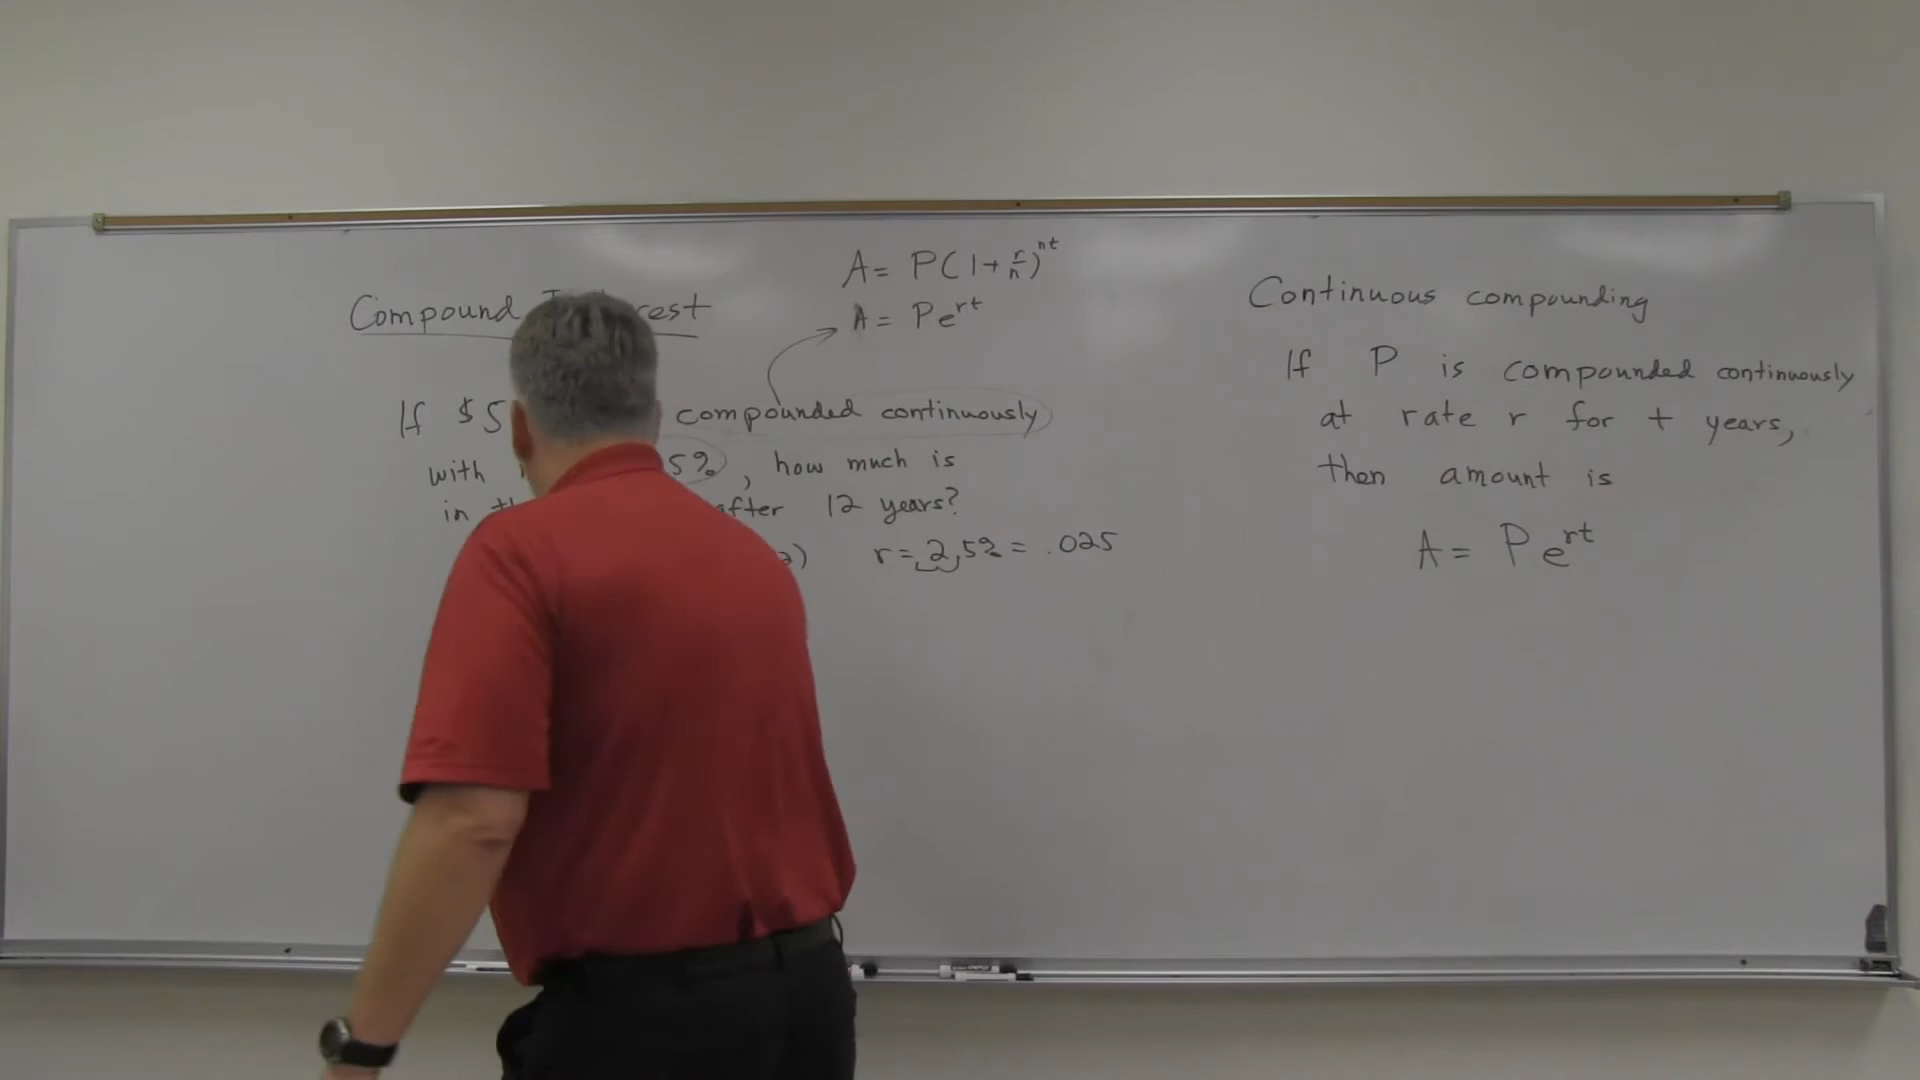 A = P(1+ r/n)^nt
Compound
A = Pe^rt
If $5 compounded continuously
with 5%, how much is
in after 12 years?
2) r = 2.5% = .025
Continuous compounding
If P is compounded continuously
at rate r for t years,
then amount is
A = Pe^rt